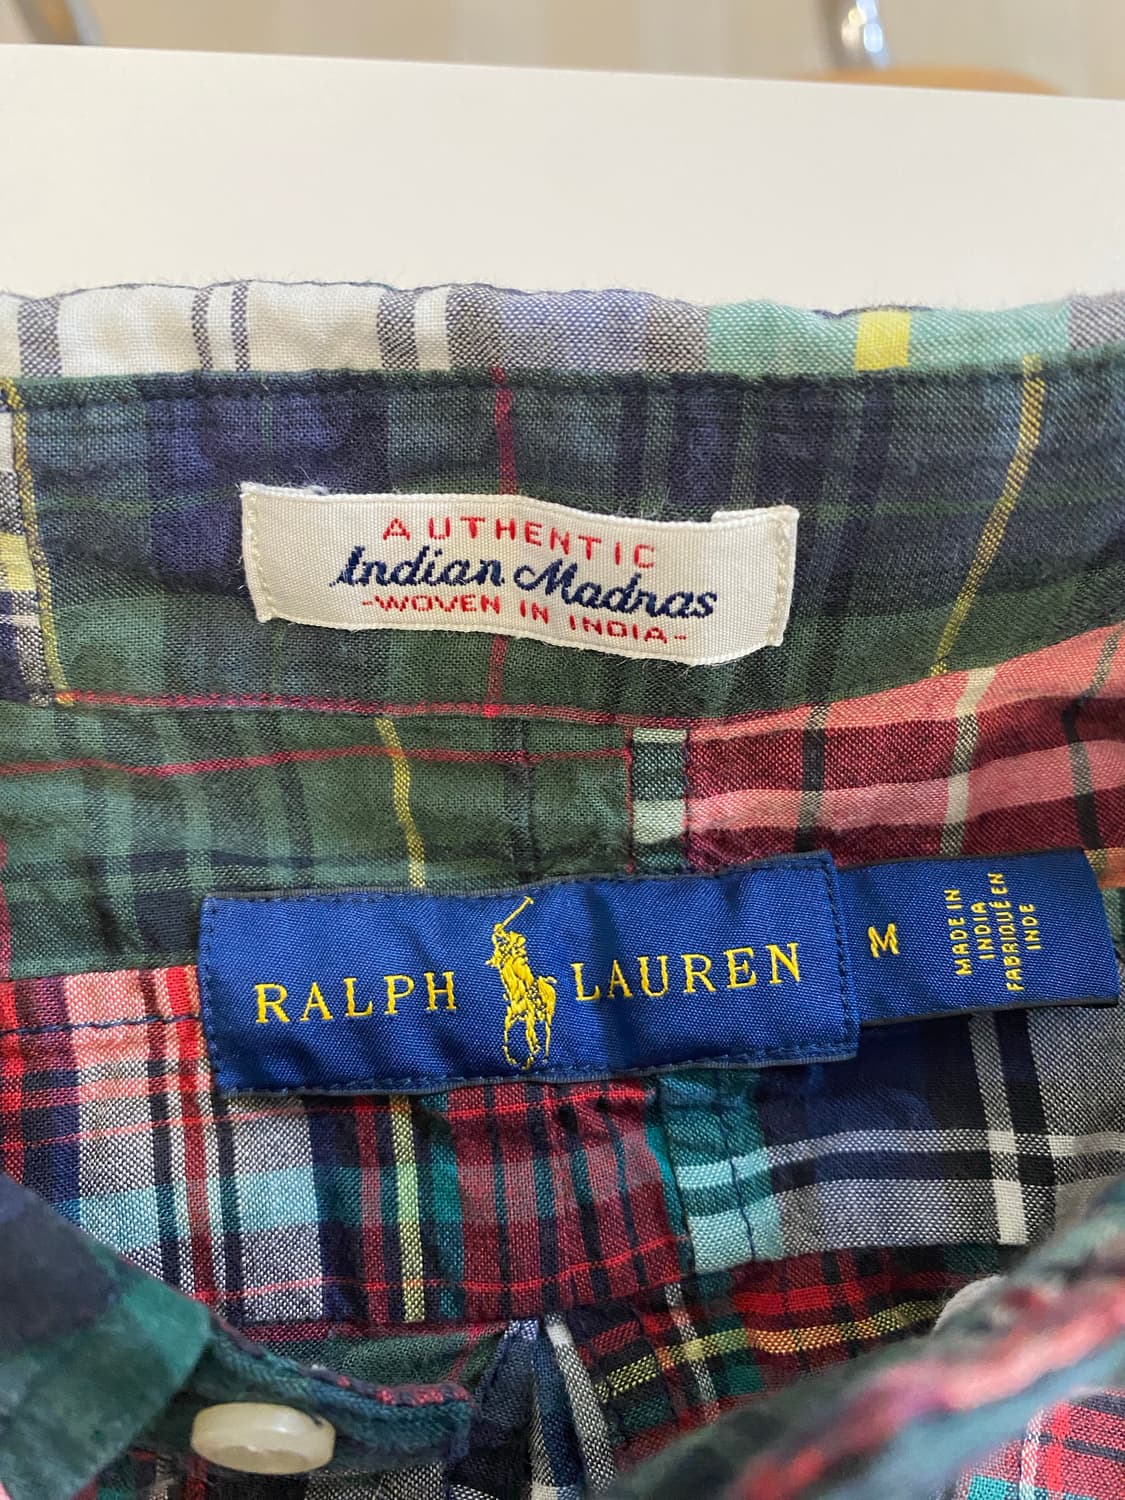 AUTHENTIC
Indian Madras
-WOVEN IN INDIA-
RALPH LAUREN
M
MADE IN
INDIA
FABRIQUÉ EN
INDE